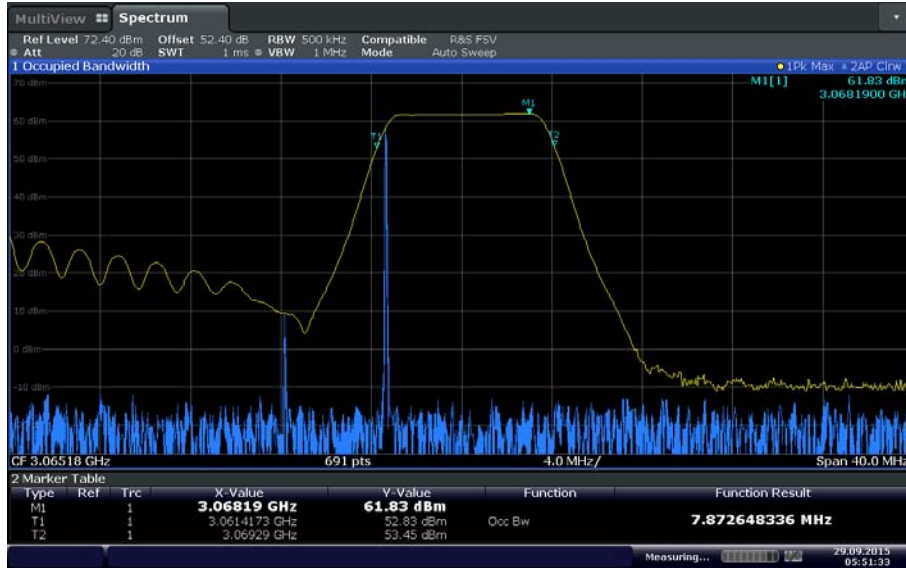 MultiView Spectrum
Ref Level 72.40 dBm Offset 52.40 dB RBW 500 kHz Compatible R&S FSV
Att 20 dB SWT 1 ms VBW 1 MHz Mode Auto Sweep
1 Occupied Bandwidth 1Pk Max 2AP Clrw
70 dBm
M1[1] 61.83 dBm
3.0681900 GH
M1
60 dBm
T1
T2
50 dBm
40 dBm
30 dBm
20 dBm
10 dBm
0 dBm
-10 dBm
CF 3.06518 GHz 691 pts 4.0 MHz/ Span 40.0 MHz
2 Marker Table
Type Ref Trc X-Value Y-Value Function Function Result
M1 1 3.06819 GHz 61.83 dBm
T1 1 3.0614173 GHz 52.83 dBm Occ Bw 7.872648336 MHz
T2 1 3.06929 GHz 53.45 dBm
Measuring... 29.09.2015
05:51:33